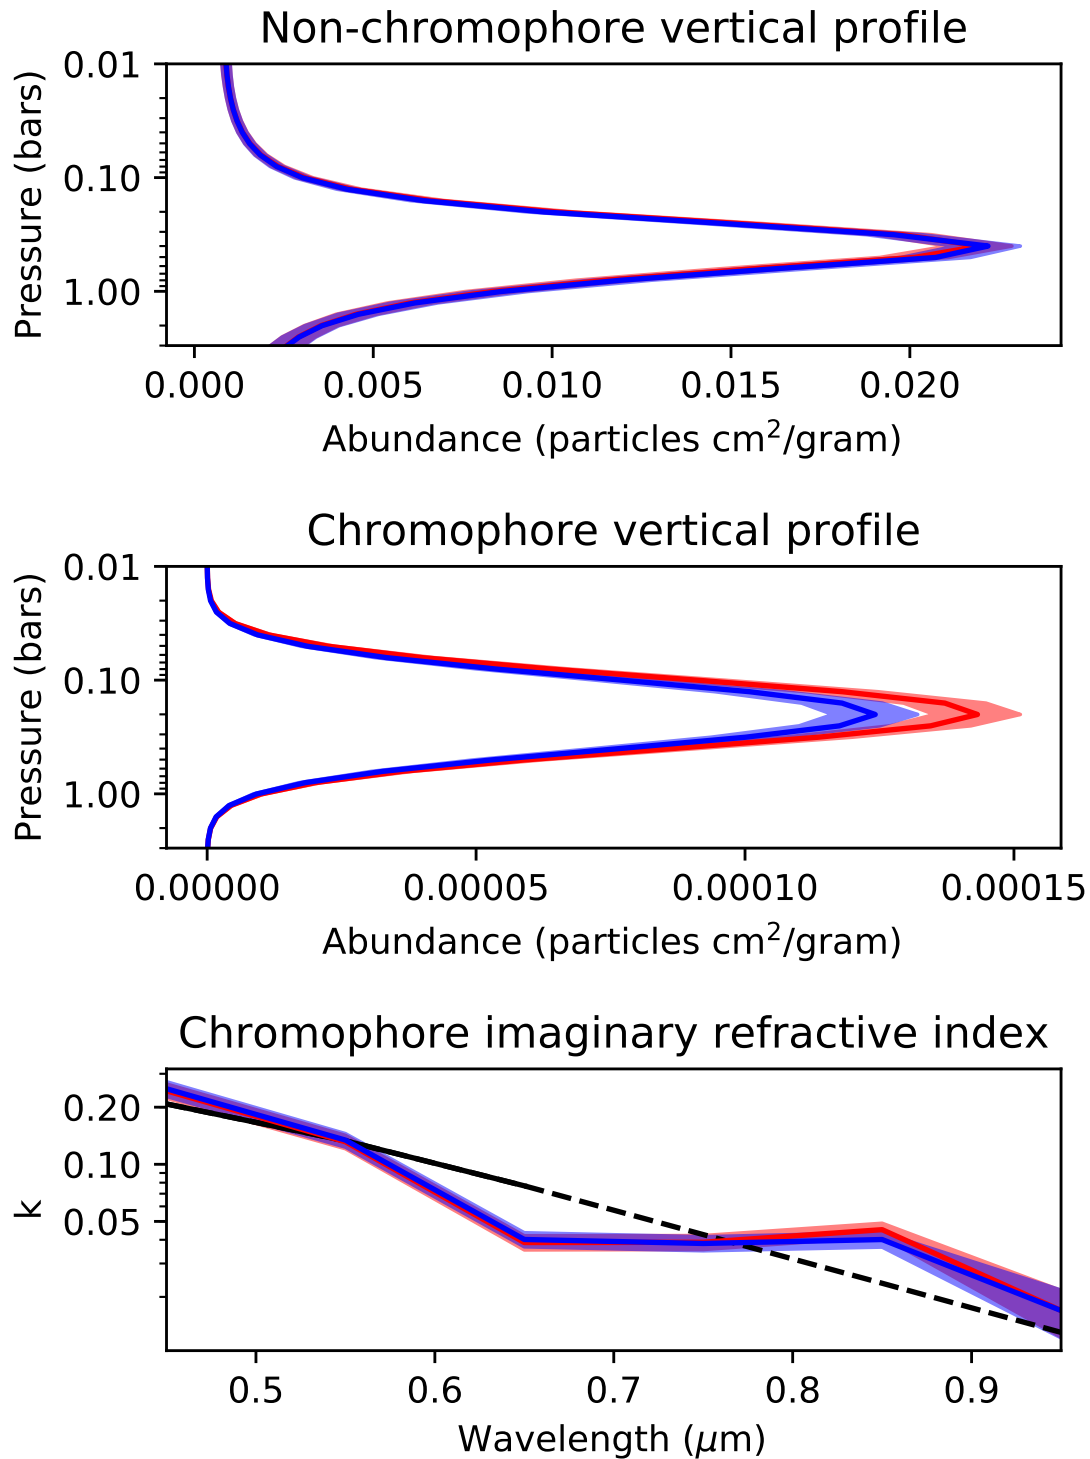 Non-chromophore vertical profile
0.01
0.10
1.00
Pressure (bars)
0.000 0.005 0.010 0.015 0.020
Abundance (particles cm²/gram)
Chromophore vertical profile
0.01
0.10
1.00
Pressure (bars)
0.00000 0.00005 0.00010 0.00015
Abundance (particles cm²/gram)
Chromophore imaginary refractive index
0.20
0.10
0.05
k
0.5 0.6 0.7 0.8 0.9
Wavelength (μm)